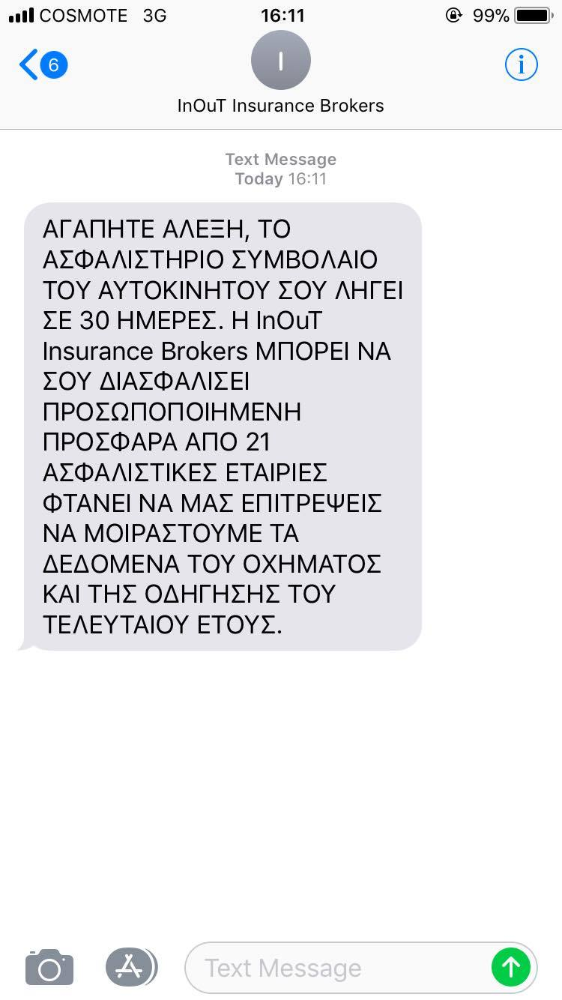 COSMOTE 3G 16:11 99%
6
I
InOuT Insurance Brokers
Text Message
Today 16:11
ΑΓΑΠΗΤΕ ΑΛΕΞΗ, ΤΟ
ΑΣΦΑΛΙΣΤΗΡΙΟ ΣΥΜΒΟΛΑΙΟ
ΤΟΥ ΑΥΤΟΚΙΝΗΤΟΥ ΣΟΥ ΛΗΓΕΙ
ΣΕ 30 ΗΜΕΡΕΣ. Η InOuT
Insurance Brokers ΜΠΟΡΕΙ ΝΑ
ΣΟΥ ΔΙΑΣΦΑΛΙΣΕΙ
ΠΡΟΣΩΠΟΠΟΙΗΜΕΝΗ
ΠΡΟΣΦΑΡΑ ΑΠΟ 21
ΑΣΦΑΛΙΣΤΙΚΕΣ ΕΤΑΙΡΙΕΣ
ΦΤΑΝΕΙ ΝΑ ΜΑΣ ΕΠΙΤΡΕΨΕΙΣ
ΝΑ ΜΟΙΡΑΣΤΟΥΜΕ ΤΑ
ΔΕΔΟΜΕΝΑ ΤΟΥ ΟΧΗΜΑΤΟΣ
ΚΑΙ ΤΗΣ ΟΔΗΓΗΣΗΣ ΤΟΥ
ΤΕΛΕΥΤΑΙΟΥ ΕΤΟΥΣ.
Text Message